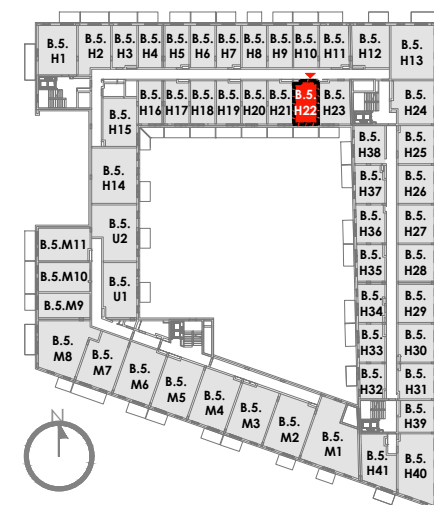 B.5.
H1
B.5.
H2
B.5.
H3
B.5.
H4
B.5.
H5
B.5.
H6
B.5.
H7
B.5.
H8
B.5.
H9
B.5.
H10
B.5.
H11
B.5.
H12
B.5.
H13
B.5.
H15
B.5.
H16
B.5.
H17
B.5.
H18
B.5.
H19
B.5.
H20
B.5.
H21
B.5.
H22
B.5.
H23
B.5.
H24
B.5.
H38
B.5.
H25
B.5.
H14
B.5.
H37
B.5.
H26
B.5.
U2
B.5.
H36
B.5.
H27
B.5.M11
B.5.
H35
B.5.
H28
B.5.M10
B.5.
U1
B.5.
H34
B.5.
H29
B.5.M9
B.5.
M8
B.5.
M7
B.5.
M6
B.5.
M5
B.5.
M4
B.5.
M3
B.5.
M2
B.5.
M1
B.5.
H33
B.5.
H30
B.5.
H32
B.5.
H31
B.5.
H39
B.5.
H41
B.5.
H40
N